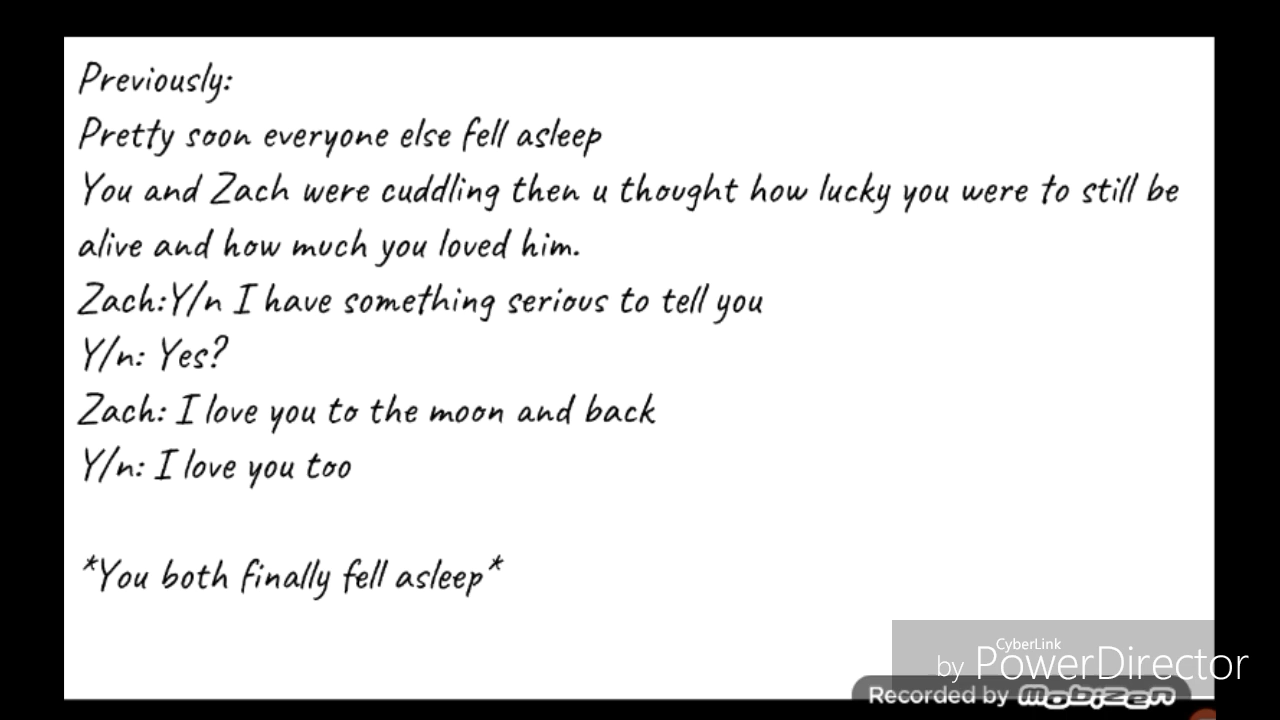 Previously:
Pretty soon everyone else fell asleep
You and Zach were cuddling then u thought how lucky you were to still be
alive and how much you loved him.
Zach:Y/n I have something serious to tell you
Y/n: Yes?
Zach: I love you to the moon and back
Y/n: I love you too
*You both finally fell asleep*
CyberLink
by PowerDirector
Recorded by mobizen